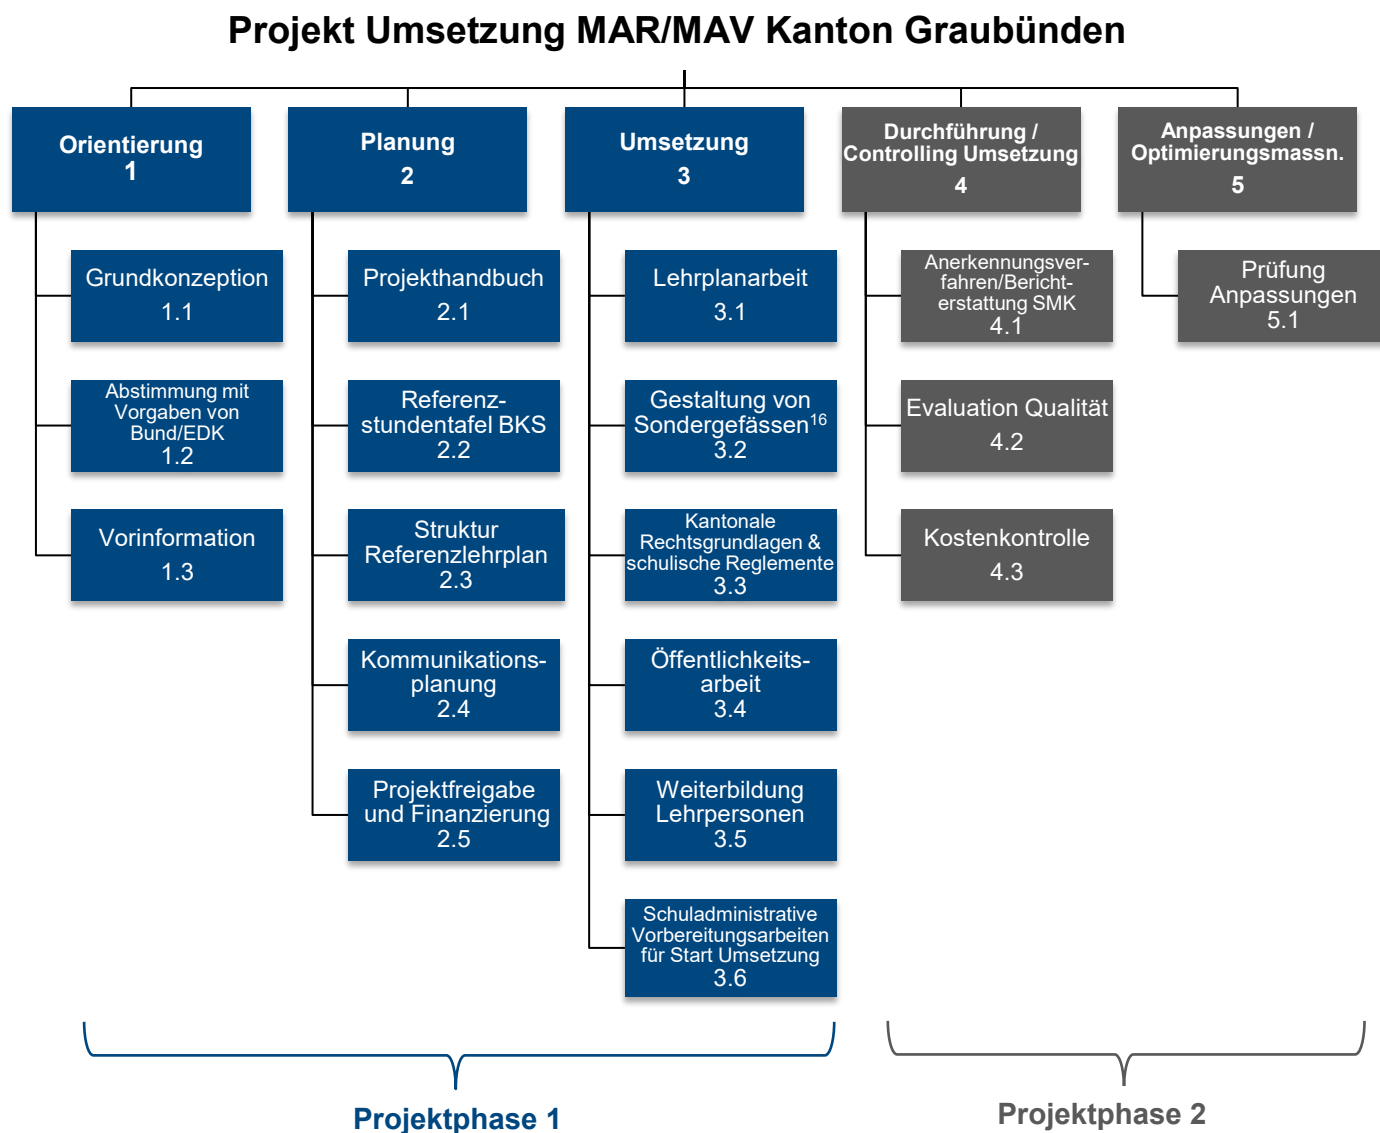 Projekt Umsetzung MAR/MAV Kanton Graubünden
Orientierung
1
Grundkonzeption
1.1
Abstimmung mit
Vorgaben von
Bund/EDK
1.2
Vorinformation
1.3
Planung
2
Projekthandbuch
2.1
Referenz-
stundentafel BKS
2.2
Struktur
Referenzlehrplan
2.3
Kommunikations-
planung
2.4
Projektfreigabe
und Finanzierung
2.5
Umsetzung
3
Lehrplanarbeit
3.1
Gestaltung von
Sondergefässen¹⁶
3.2
Kantonale
Rechtsgrundlagen &
schulische Reglemente
3.3
Öffentlichkeits-
arbeit
3.4
Weiterbildung
Lehrpersonen
3.5
Schuladministrative
Vorbereitungsarbeiten
für Start Umsetzung
3.6
Durchführung /
Controlling Umsetzung
4
Anerkennungsver-
fahren/Bericht-
erstattung SMK
4.1
Evaluation Qualität
4.2
Kostenkontrolle
4.3
Anpassungen /
Optimierungsmassn.
5
Prüfung
Anpassungen
5.1
Projektphase 1
Projektphase 2